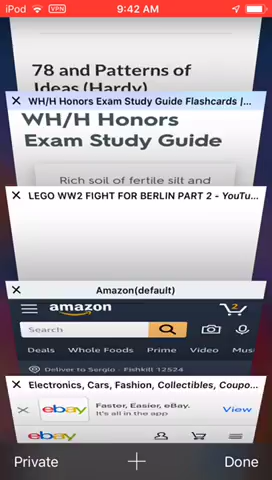 iPod VPN 9:42 AM
78 and Patterns of
Ideas (Hardy)
WH/H Honors Exam Study Guide Flashcards |...
WH/H Honors
Exam Study Guide
Rich soil of fertile silt and
LEGO WW2 FIGHT FOR BERLIN PART 2 - YouTu...
Amazon(default)
amazon 2
Search
Deals Whole Foods Prime Video Mus
Deliver to Sergio - Fishkill 12524
Electronics, Cars, Fashion, Collectibles, Coupo...
ebay Faster, Easier, eBay. View
It's all in the app
ebay
Private Done